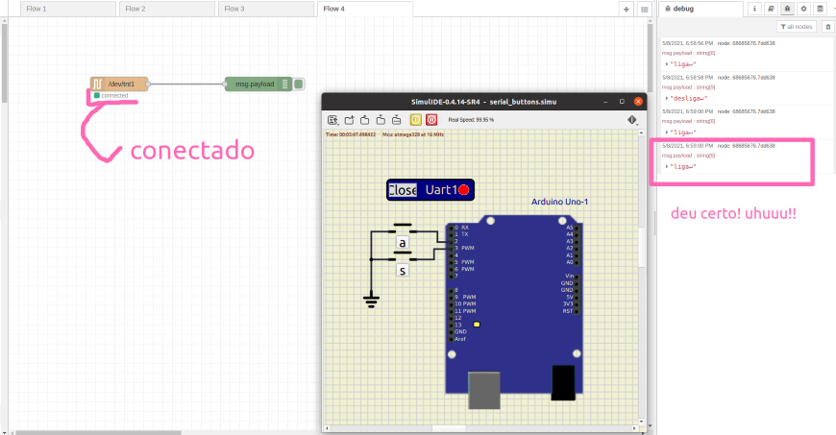 Flow 1
Flow 2
Flow 3
Flow 4
debug
all nodes
/dev/tnt1
connected
msg.payload
conectado
SimulIDE-0.4.14-SR4 - serial_buttons.simu
Real Speed: 99.95 %
Time: 00:00:07.498402 Mcu: atmega328 at 16 MHz
Close Uart1
Arduino Uno-1
a
s
0 RX
1 TX
2
3 PWM
4
5 PWM
6 PWM
7
8
9 PWM
10 PWM
11 PWM
12
13
GND
Aref
A5
A4
A3
A2
A1
A0
Vin
GND
GND
5V
3V3
RST
5/8/2021, 6:58:56 PM node: 68685676.7dd638
msg.payload : string[6]
"liga↵"
5/8/2021, 6:58:58 PM node: 68685676.7dd638
msg.payload : string[9]
"desliga↵"
5/8/2021, 6:59:00 PM node: 68685676.7dd638
msg.payload : string[6]
"liga↵"
5/8/2021, 6:59:00 PM node: 68685676.7dd638
msg.payload : string[6]
"liga↵"
deu certo! uhuuu!!